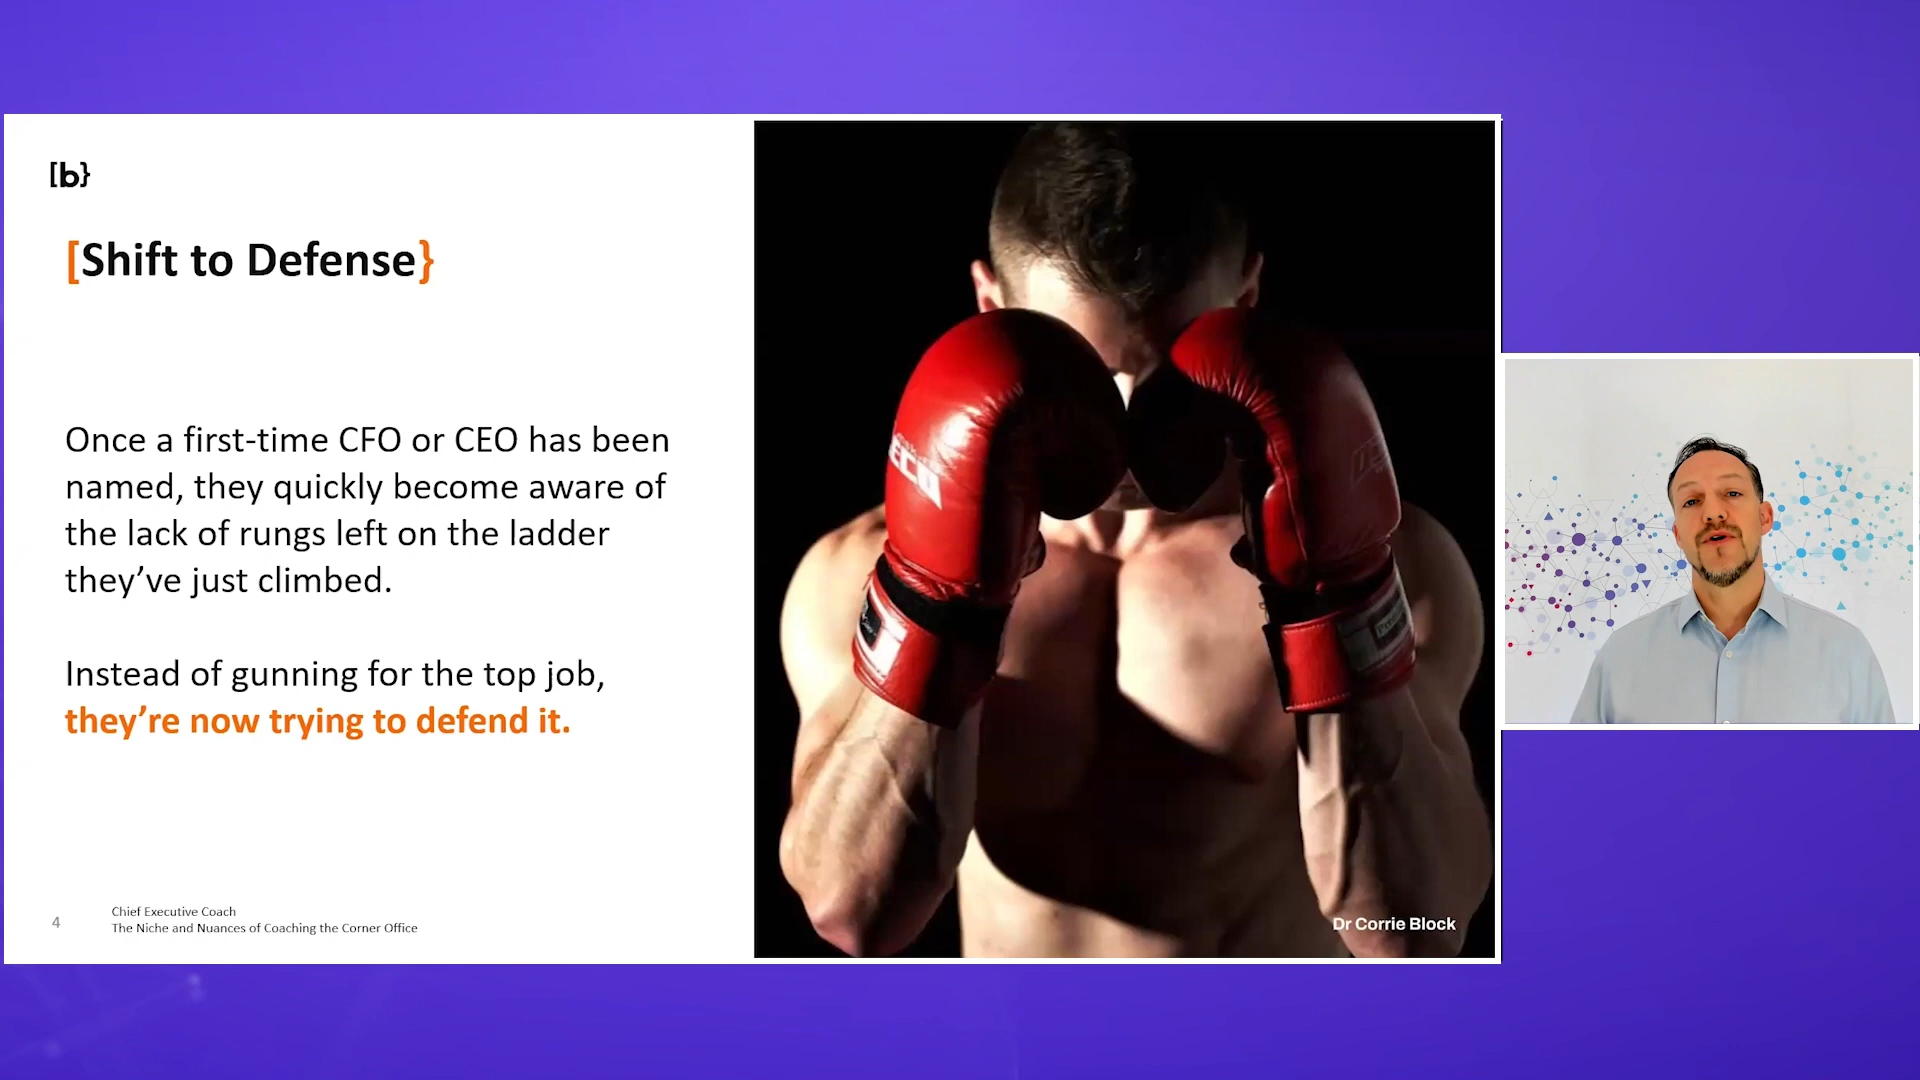 [b}
[Shift to Defense}
Once a first-time CFO or CEO has been
named, they quickly become aware of
the lack of rungs left on the ladder
they’ve just climbed.
Instead of gunning for the top job,
they’re now trying to defend it.
4
Chief Executive Coach
The Niche and Nuances of Coaching the Corner Office
Dr Corrie Block